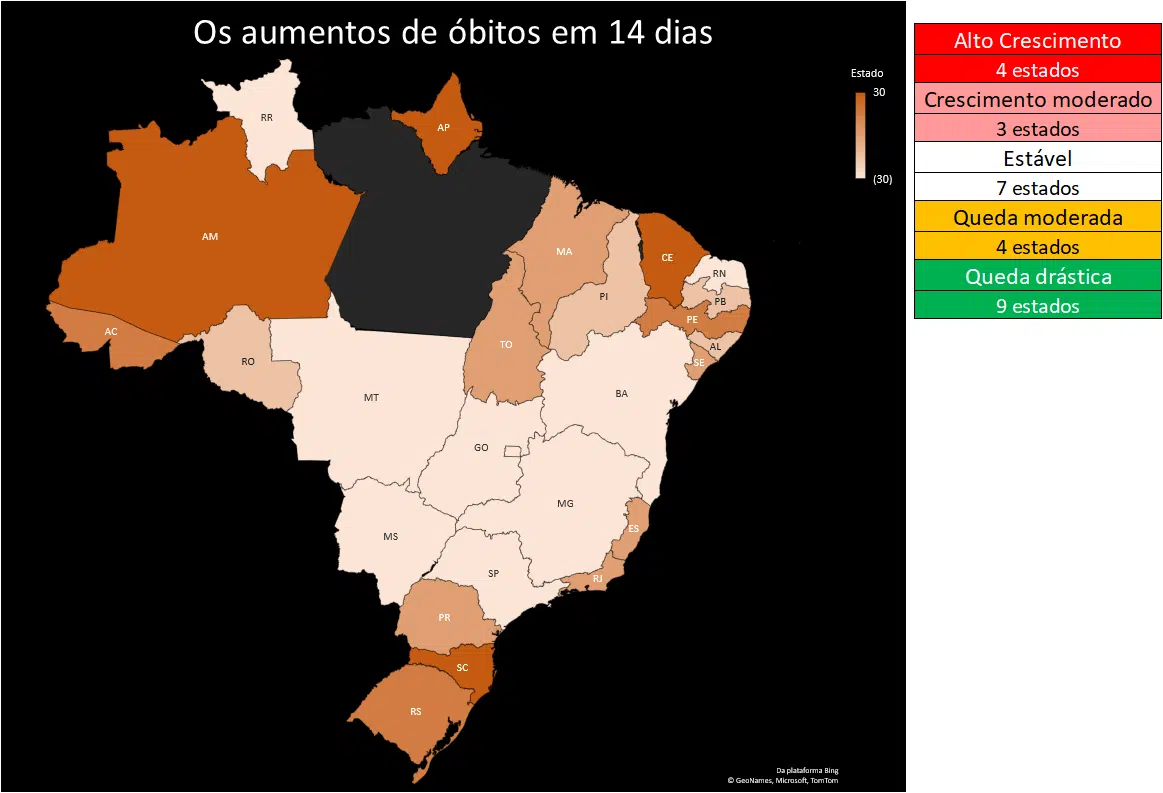 Os aumentos de óbitos em 14 dias
Estado
30
(30)
RR
AP
AM
MA
CE
RN
PI
PB
PE
AC
TO
AL
RO
SE
BA
MT
GO
MG
ES
MS
SP
RJ
PR
SC
RS
Da plataforma Bing
© GeoNames, Microsoft, TomTom
Alto Crescimento
4 estados
Crescimento moderado
3 estados
Estável
7 estados
Queda moderada
4 estados
Queda drástica
9 estados